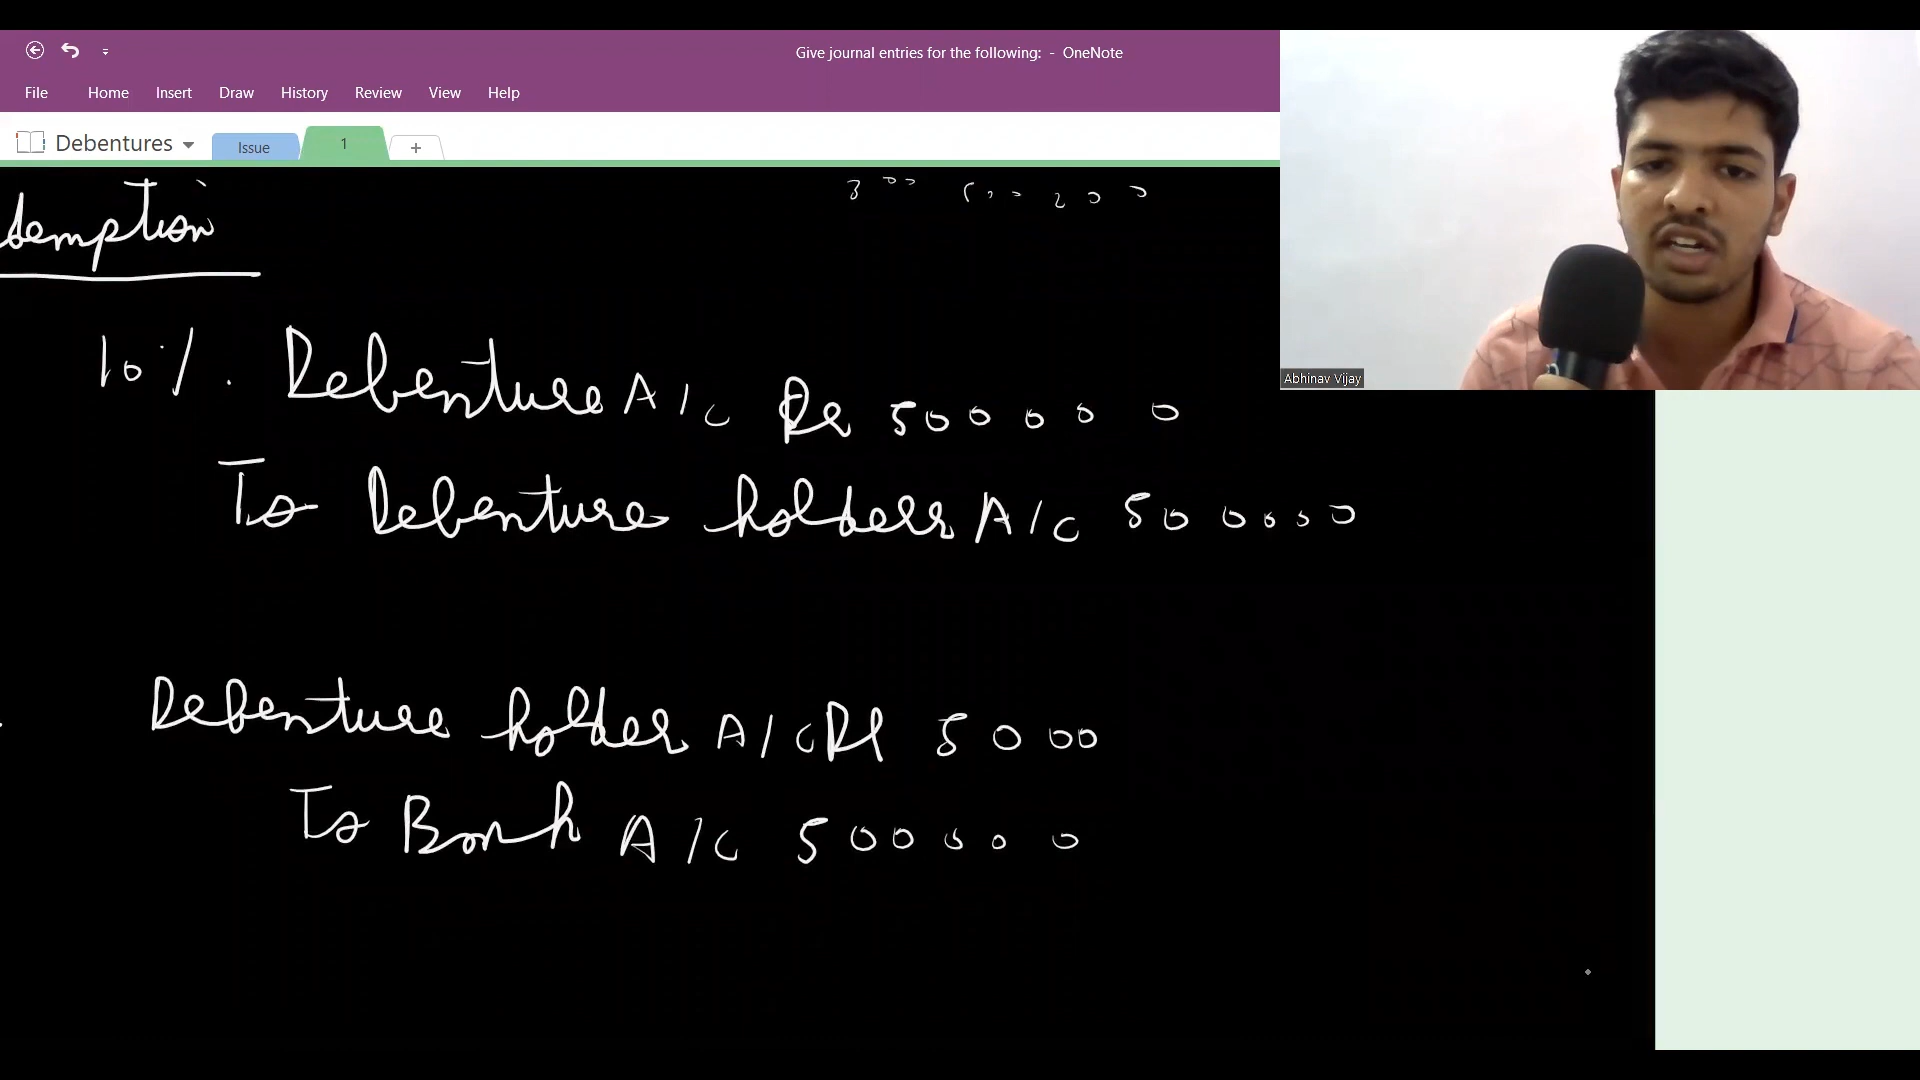 Give journal entries for the following: - OneNote
File Home Insert Draw History Review View Help
Debentures Issue 1 +
demption
10%. Debenture A/C Dr 500000
To Debenture holders A/C 500000
Debenture holder A/C Dr 5000
To Bank A/C 500000
Abhinav Vijay